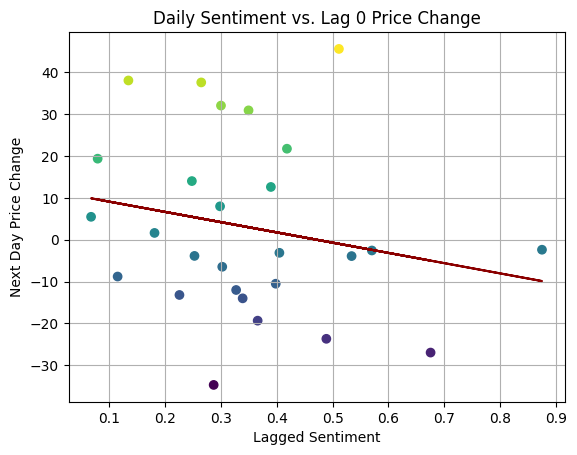 Daily Sentiment vs. Lag 0 Price Change
Next Day Price Change
40
30
20
10
0
−10
−20
−30
0.1 0.2 0.3 0.4 0.5 0.6 0.7 0.8 0.9
Lagged Sentiment